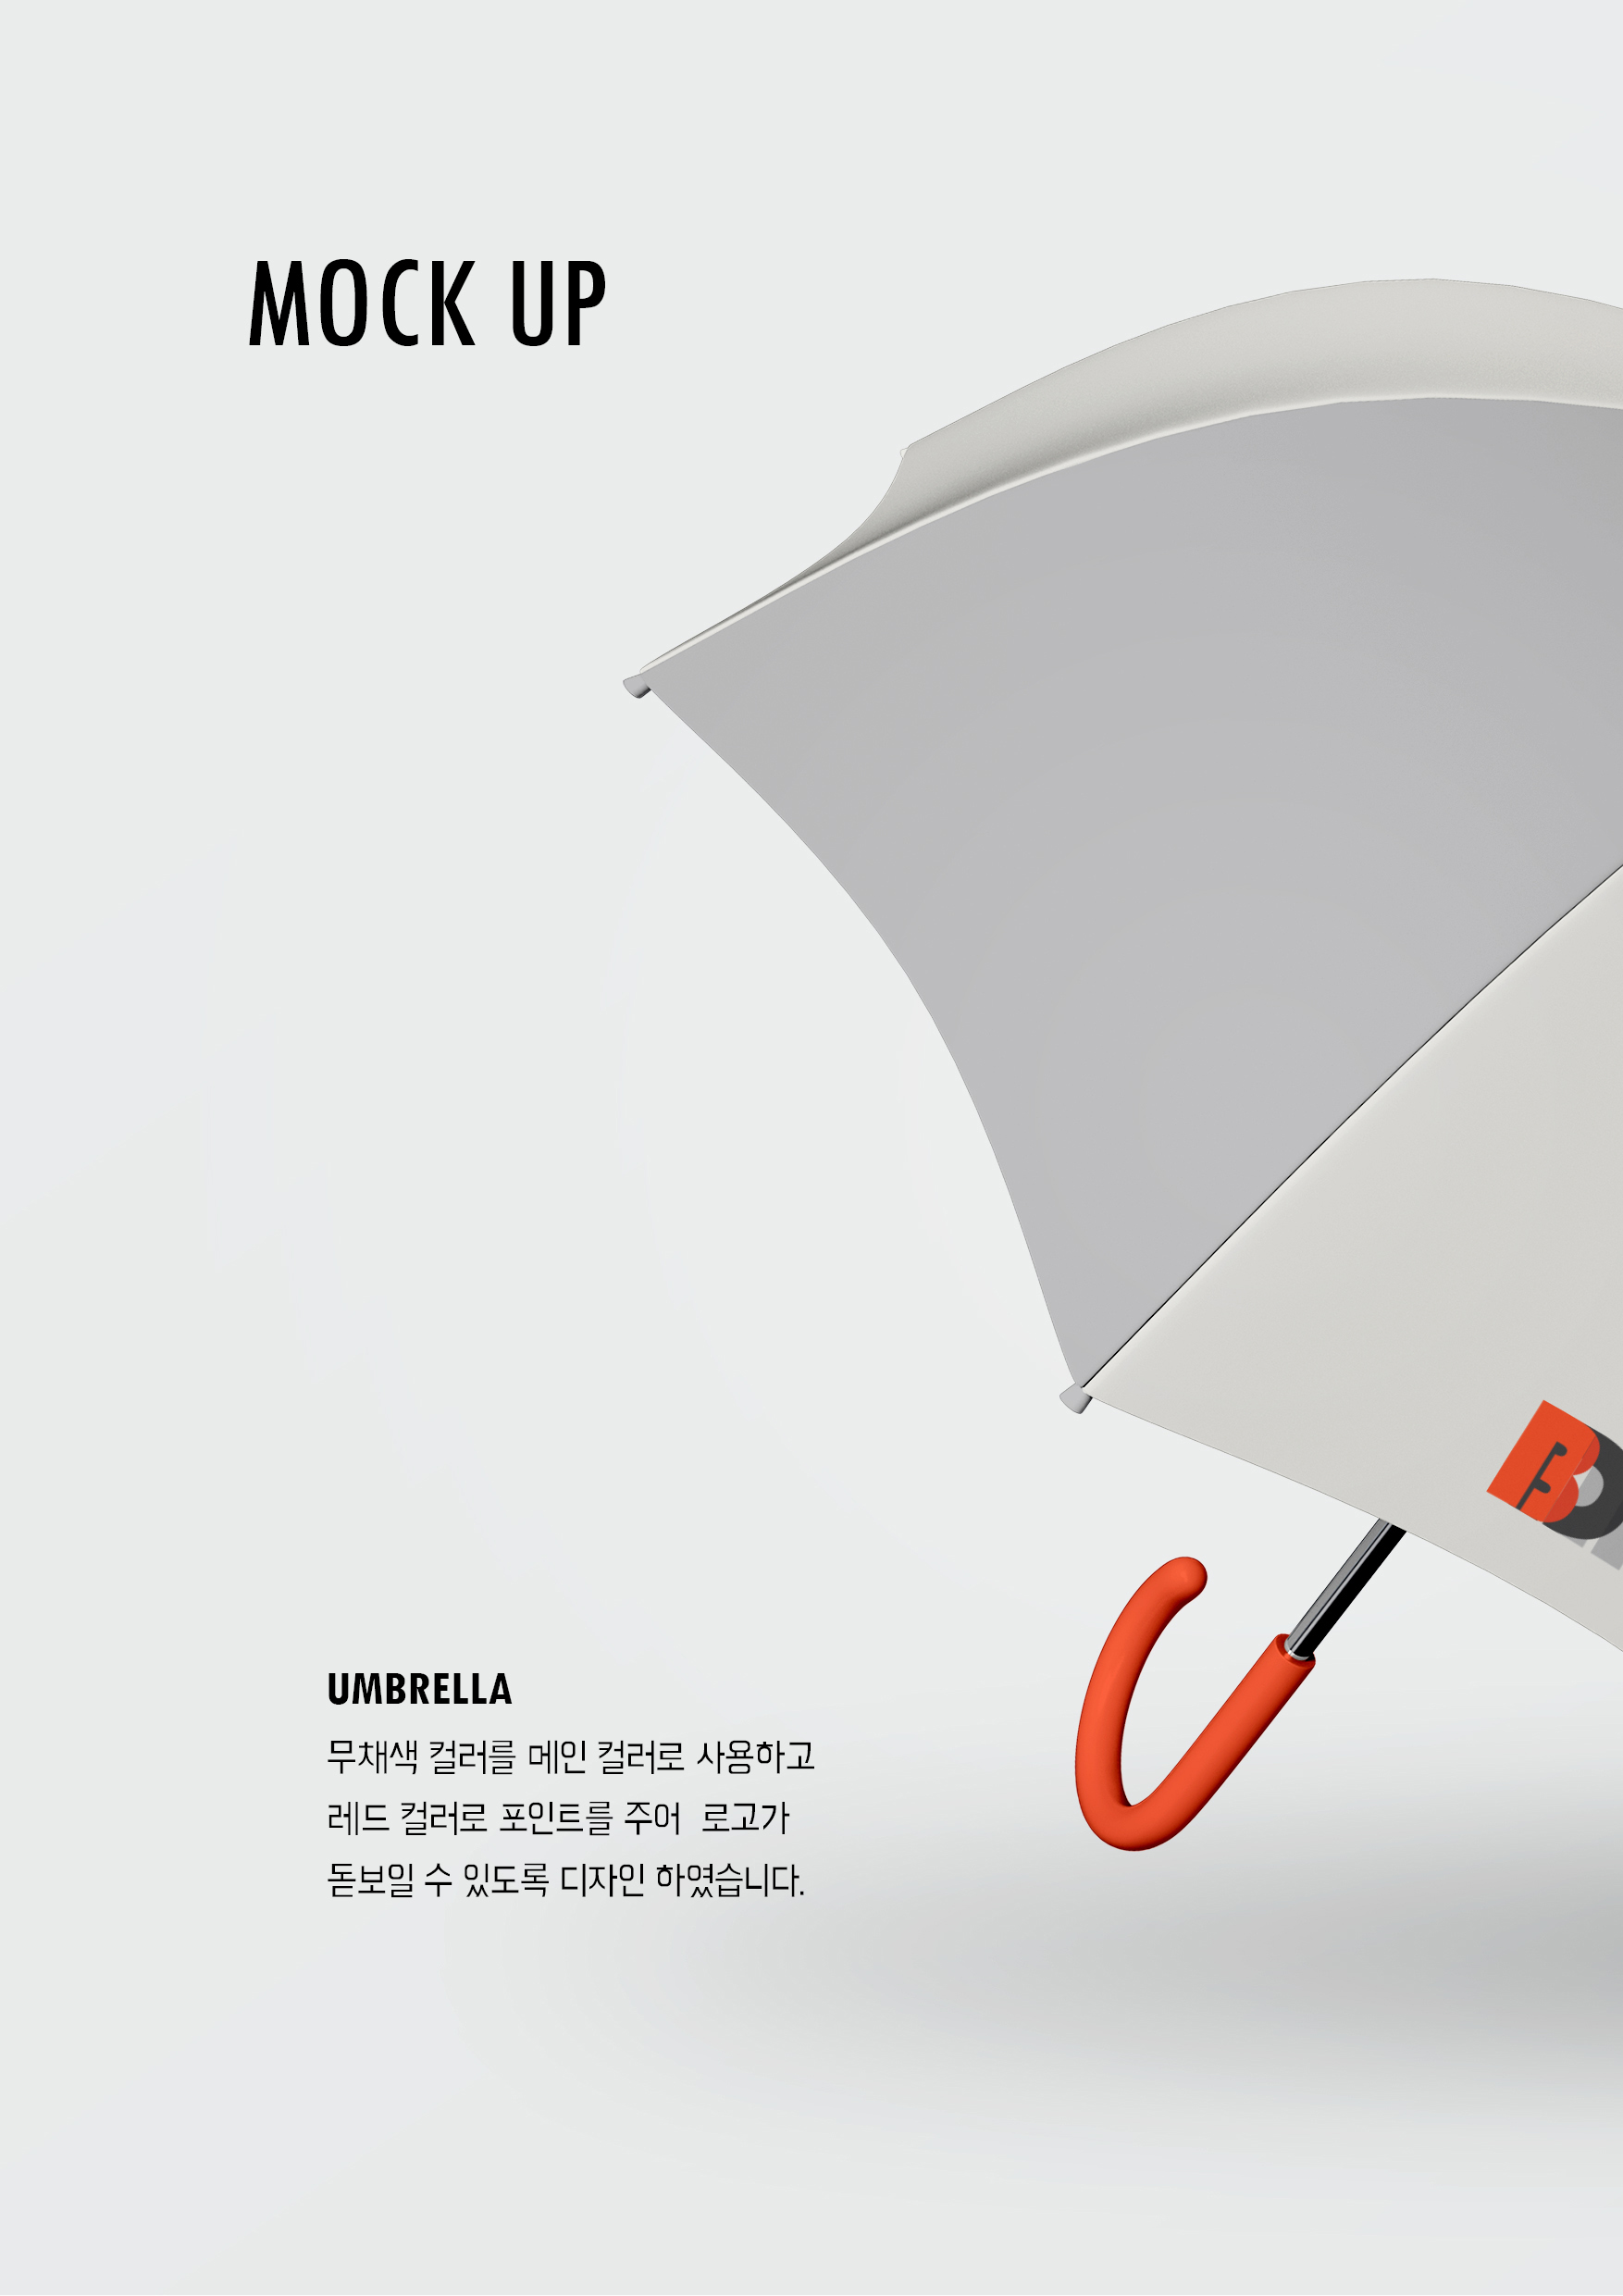 MOCK UP
UMBRELLA
무채색 컬러를 메인 컬러로 사용하고
레드 컬러로 포인트를 주어  로고가
돋보일 수 있도록 디자인 하였습니다.